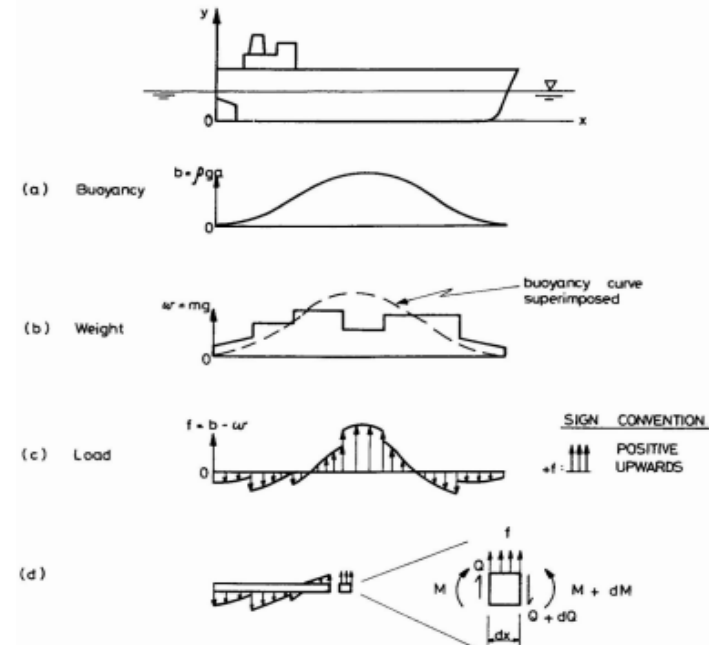 y
0
x
(a) Buoyancy
b=ρga
0
(b) Weight
w=mg
0
buoyancy curve
superimposed
(c) Load
f=b-w
0
SIGN CONVENTION
+f: POSITIVE
UPWARDS
(d)
f
Q
M
M + dM
Q + dQ
dx